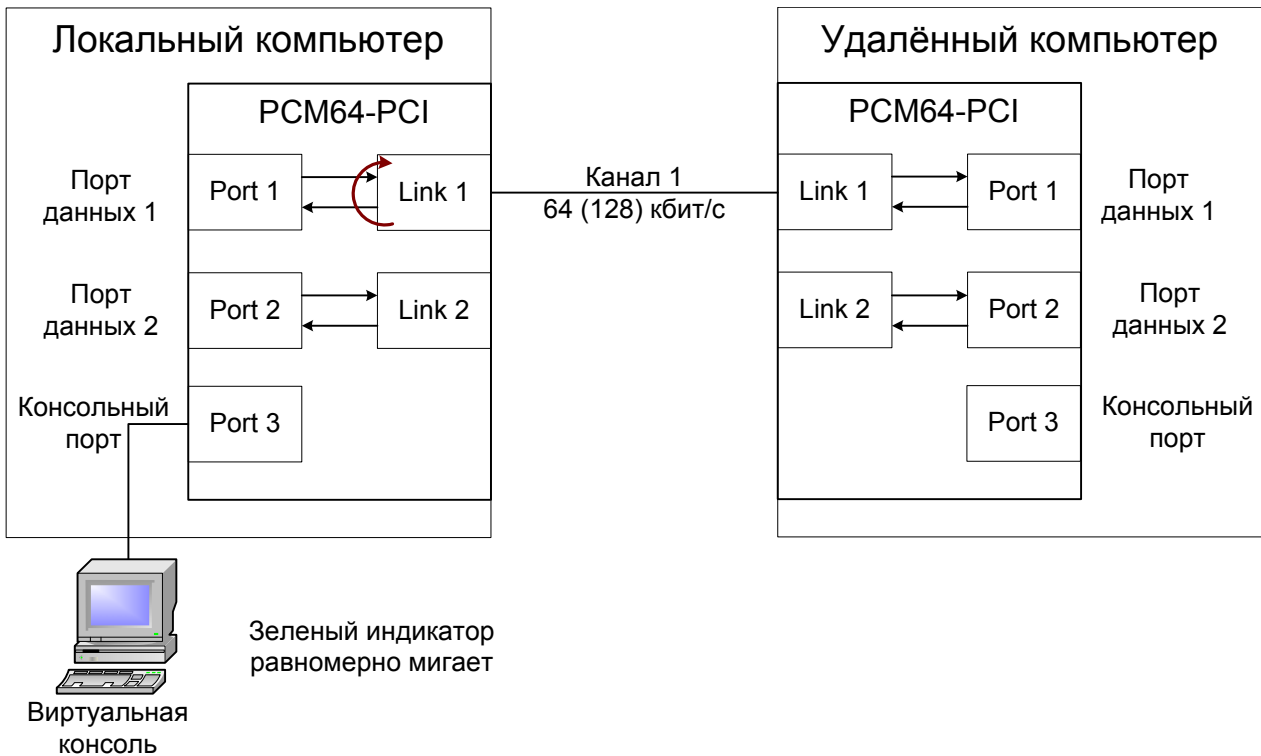 Локальный компьютер
PCM64-PCI
Порт
данных 1
Port 1
Link 1
Порт
данных 2
Port 2
Link 2
Консольный
порт
Port 3
Канал 1
64 (128) кбит/с
Удалённый компьютер
PCM64-PCI
Link 1
Port 1
Порт
данных 1
Link 2
Port 2
Порт
данных 2
Port 3
Консольный
порт
Зеленый индикатор
равномерно мигает
Виртуальная
консоль